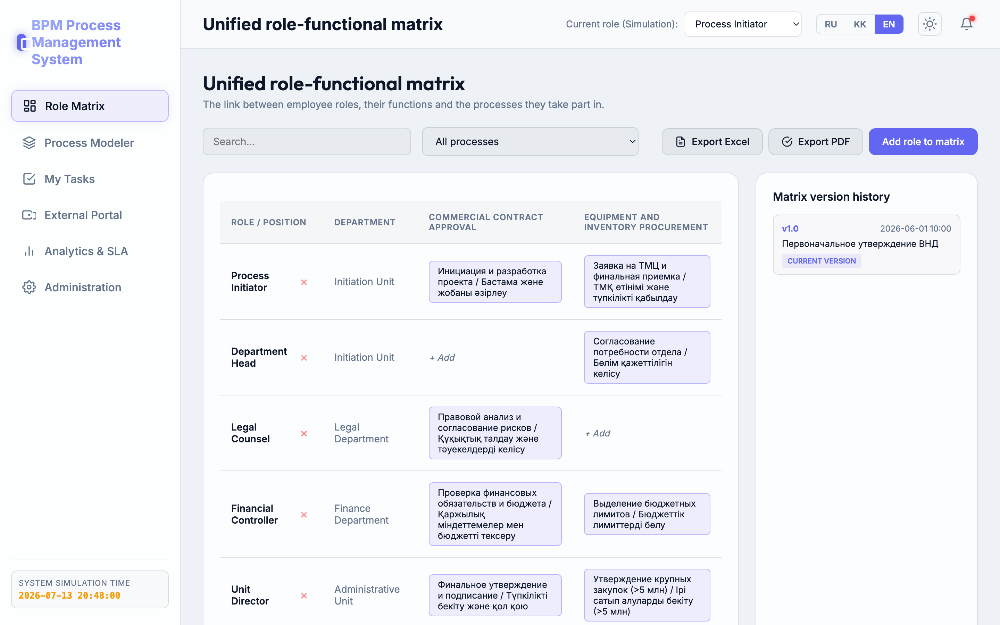 BPM Process
Management
System
Role Matrix
Process Modeler
My Tasks
External Portal
Analytics & SLA
Administration
SYSTEM SIMULATION TIME
2026-07-13 20:48:00
Unified role-functional matrix
Current role (Simulation):
Process Initiator
RU
KK
EN
Unified role-functional matrix
The link between employee roles, their functions and the processes they take part in.
Search...
All processes
Export Excel
Export PDF
Add role to matrix
ROLE / POSITION
DEPARTMENT
COMMERCIAL CONTRACT
APPROVAL
EQUIPMENT AND
INVENTORY PROCUREMENT
Process
Initiator
Initiation Unit
Инициация и разработка
проекта / Бастама және
жобаны әзірлеу
Заявка на ТМЦ и
финальная приемка /
ТМҚ өтінімі және
түпкілікті қабылдау
Department
Head
Initiation Unit
+ Add
Согласование
потребности отдела /
Бөлім қажеттілігін
келісу
Legal
Counsel
Legal
Department
Правовой анализ и
согласование рисков /
Құқықтық талдау және
тәуекелдерді келісу
+ Add
Financial
Controller
Finance
Department
Проверка финансовых
обязательств и бюджета /
Қаржылық
міндеттемелер мен
бюджетті тексеру
Выделение бюджетных
лимитов / Бюджеттік
лимиттерді бөлу
Unit
Director
Administrative
Unit
Финальное утверждение
и подписание / Түпкілікті
бекіту және қол қою
Утверждение крупных
закупок (>5 млн) / Ірі
сатып алуларды бекіту
(>5 млн)
Matrix version history
v1.0
2026-06-01 10:00
Первоначальное утверждение ВНД
CURRENT VERSION